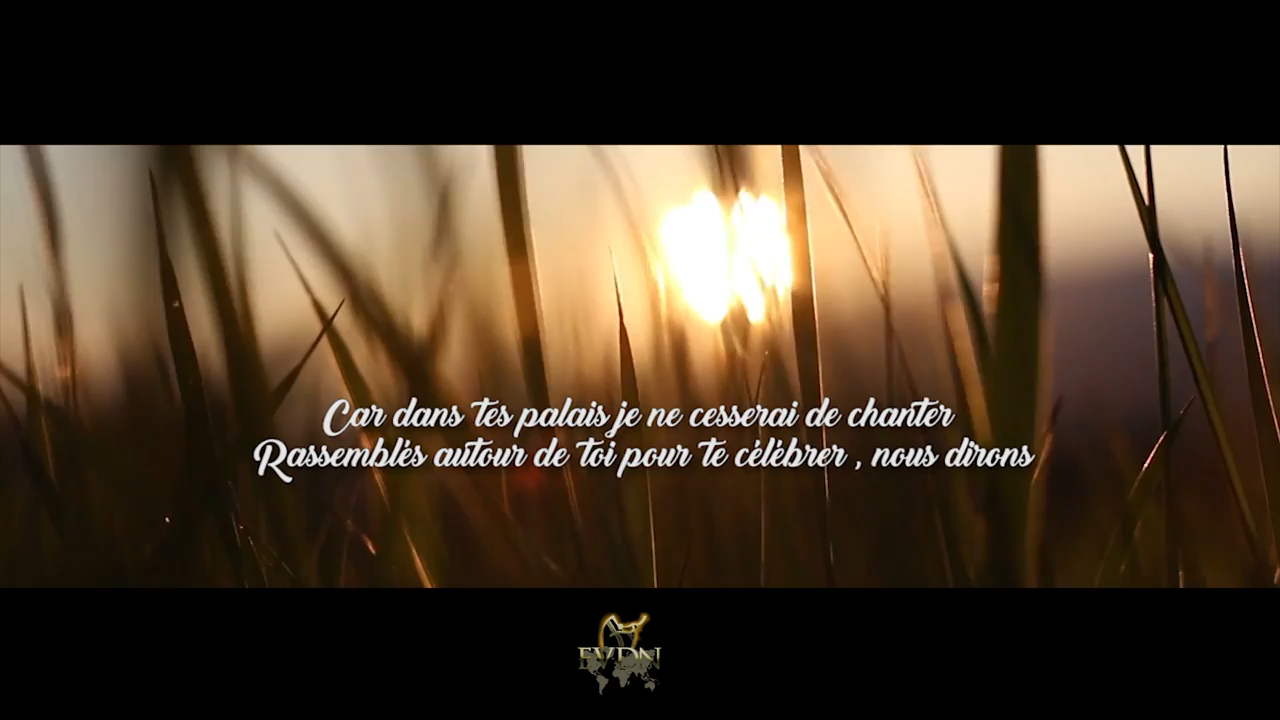 Car dans tes palais je ne cesserai de chanter
Rassemblés autour de toi pour te célébrer , nous dirons
EVDN